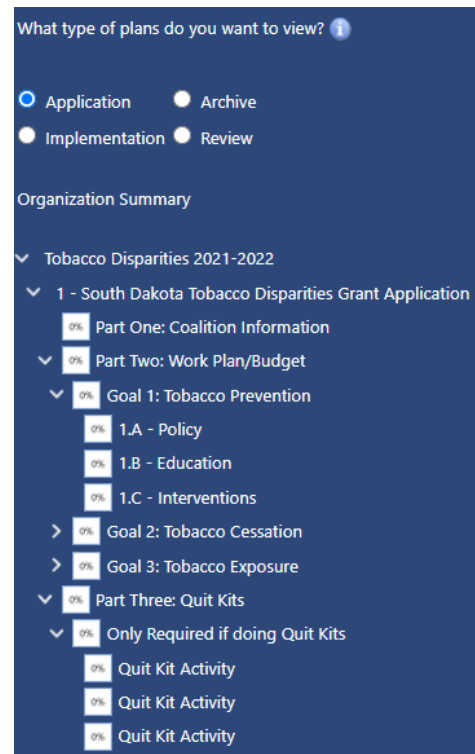 What type of plans do you want to view? i
Application Archive
Implementation Review
Organization Summary
Tobacco Disparities 2021-2022
1 - South Dakota Tobacco Disparities Grant Application
0% Part One: Coalition Information
0% Part Two: Work Plan/Budget
0% Goal 1: Tobacco Prevention
0% 1.A - Policy
0% 1.B - Education
0% 1.C - Interventions
0% Goal 2: Tobacco Cessation
0% Goal 3: Tobacco Exposure
0% Part Three: Quit Kits
0% Only Required if doing Quit Kits
0% Quit Kit Activity
0% Quit Kit Activity
0% Quit Kit Activity